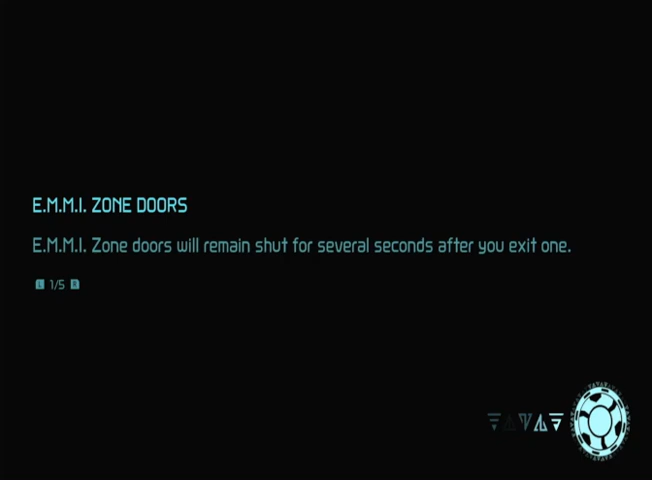 E.M.M.I. ZONE DOORS
E.M.M.I. Zone doors will remain shut for several seconds after you exit one.
L 1/5 R